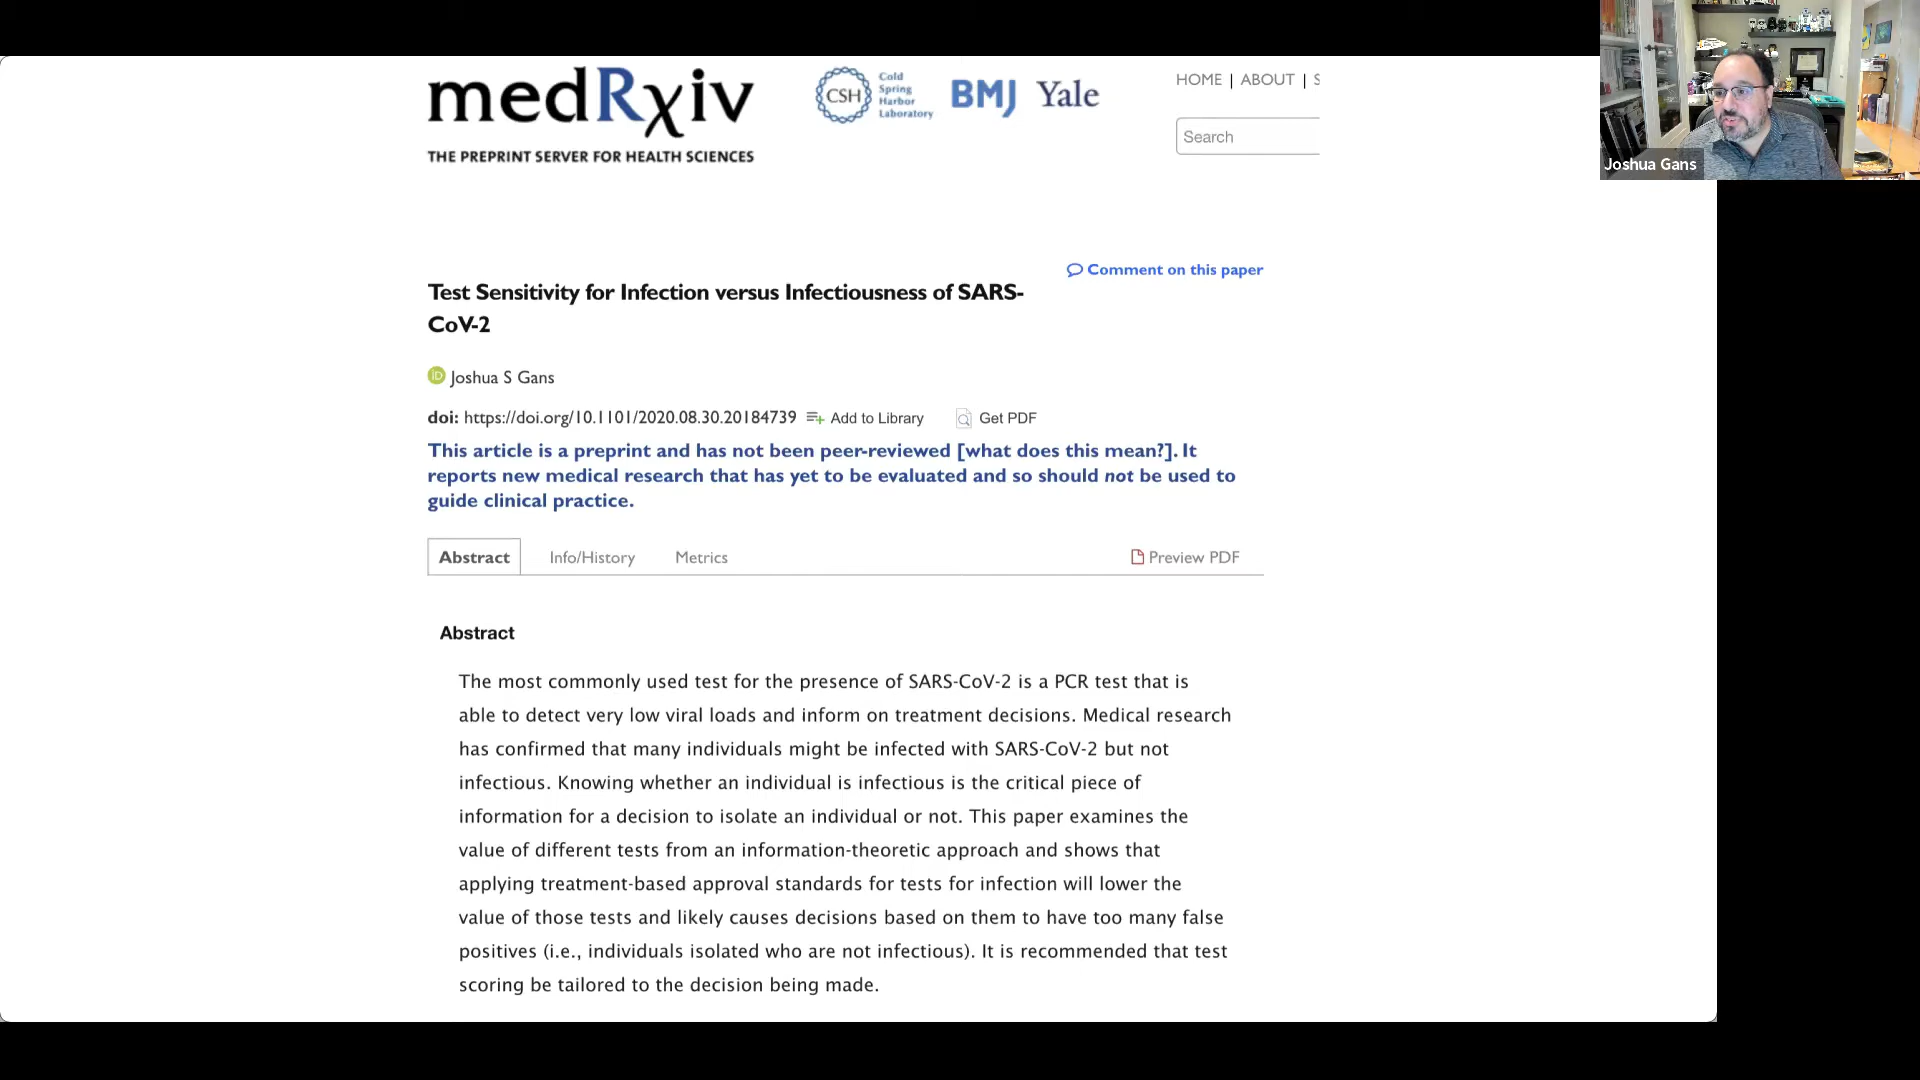 medRxiv
THE PREPRINT SERVER FOR HEALTH SCIENCES
CSH
Cold
Spring
Harbor
Laboratory
BMJ
Yale
HOME | ABOUT | S
Search
Joshua Gans
Comment on this paper
Test Sensitivity for Infection versus Infectiousness of SARS-
CoV-2
iD Joshua S Gans
doi: https://doi.org/10.1101/2020.08.30.20184739 Add to Library Get PDF
This article is a preprint and has not been peer-reviewed [what does this mean?]. It
reports new medical research that has yet to be evaluated and so should not be used to
guide clinical practice.
Abstract Info/History Metrics Preview PDF
Abstract
The most commonly used test for the presence of SARS-CoV-2 is a PCR test that is
able to detect very low viral loads and inform on treatment decisions. Medical research
has confirmed that many individuals might be infected with SARS-CoV-2 but not
infectious. Knowing whether an individual is infectious is the critical piece of
information for a decision to isolate an individual or not. This paper examines the
value of different tests from an information-theoretic approach and shows that
applying treatment-based approval standards for tests for infection will lower the
value of those tests and likely causes decisions based on them to have too many false
positives (i.e., individuals isolated who are not infectious). It is recommended that test
scoring be tailored to the decision being made.